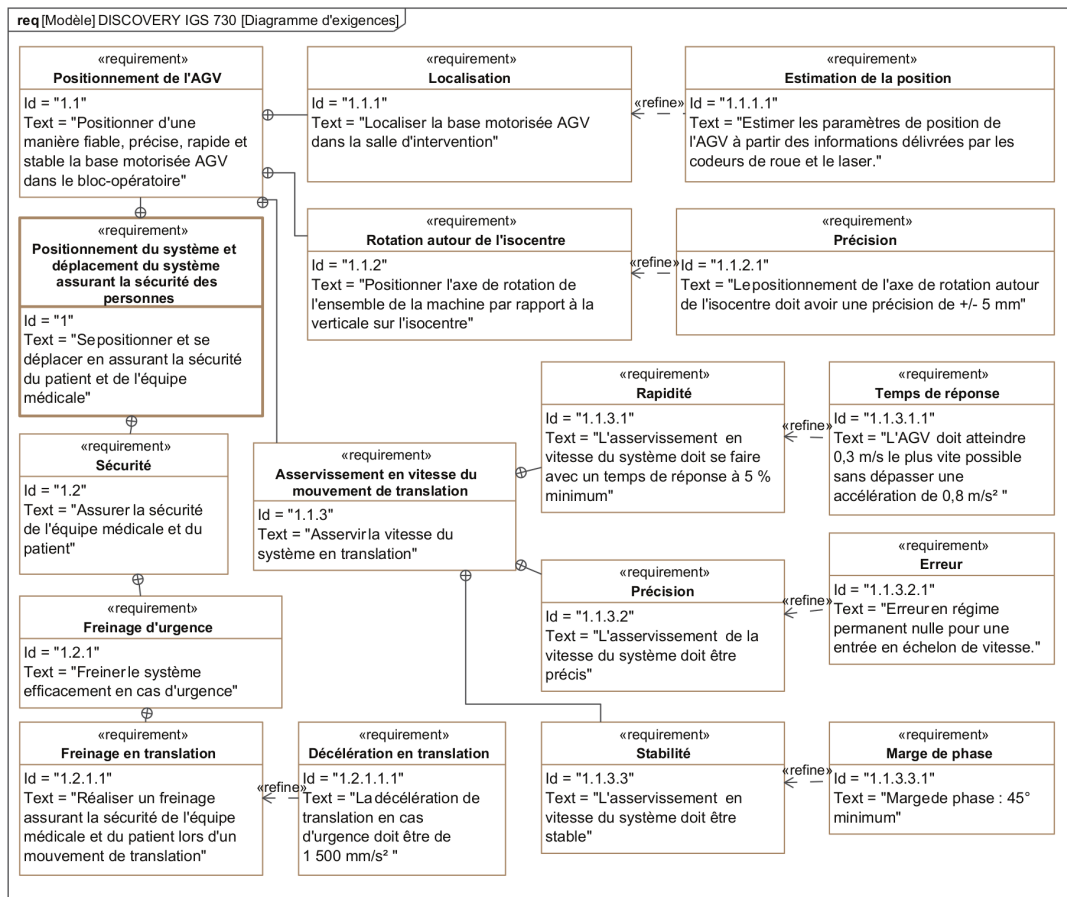 req [Modèle] DISCOVERY IGS 730 [Diagramme d'exigences]
«requirement»
Positionnement de l'AGV
Id = "1.1"
Text = "Positionner d'une
manière fiable, précise, rapide et
stable la base motorisée AGV
dans le bloc-opératoire"
«requirement»
Localisation
Id = "1.1.1"
Text = "Localiser la base motorisée AGV
dans la salle d'intervention"
«refine»
«requirement»
Estimation de la position
Id = "1.1.1.1"
Text = "Estimer les paramètres de position de
l'AGV à partir des informations délivrées par les
codeurs de roue et le laser."
«requirement»
Positionnement du système et
déplacement du système
assurant la sécurité des
personnes
Id = "1"
Text = "Se positionner et se
déplacer en assurant la sécurité
du patient et de l'équipe
médicale"
«requirement»
Rotation autour de l'isocentre
Id = "1.1.2"
Text = "Positionner l'axe de rotation de
l'ensemble de la machine par rapport à la
verticale sur l'isocentre"
«refine»
«requirement»
Précision
Id = "1.1.2.1"
Text = "Le positionnement de l'axe de rotation autour
de l'isocentre doit avoir une précision de +/- 5 mm"
«requirement»
Rapidité
Id = "1.1.3.1"
Text = "L'asservissement en
vitesse du système doit se faire
avec un temps de réponse à 5 %
minimum"
«refine»
«requirement»
Temps de réponse
Id = "1.1.3.1.1"
Text = "L'AGV doit atteindre
0,3 m/s le plus vite possible
sans dépasser une
accélération de 0,8 m/s² "
«requirement»
Sécurité
Id = "1.2"
Text = "Assurer la sécurité
de l'équipe médicale et du
patient"
«requirement»
Asservissement en vitesse du
mouvement de translation
Id = "1.1.3"
Text = "Asservir la vitesse du
système en translation"
«requirement»
Précision
Id = "1.1.3.2"
Text = "L'asservissement de la
vitesse du système doit être
précis"
«refine»
«requirement»
Erreur
Id = "1.1.3.2.1"
Text = "Erreur en régime
permanent nulle pour une
entrée en échelon de vitesse."
«requirement»
Freinage d'urgence
Id = "1.2.1"
Text = "Freiner le système
efficacement en cas d'urgence"
«requirement»
Freinage en translation
Id = "1.2.1.1"
Text = "Réaliser un freinage
assurant la sécurité de l'équipe
médicale et du patient lors d'un
mouvement de translation"
«refine»
«requirement»
Décélération en translation
Id = "1.2.1.1.1"
Text = "La décélération de
translation en cas
d'urgence doit être de
1 500 mm/s² "
«requirement»
Stabilité
Id = "1.1.3.3"
Text = "L'asservissement en
vitesse du système doit être
stable"
«refine»
«requirement»
Marge de phase
Id = "1.1.3.3.1"
Text = "Marge de phase : 45°
minimum"